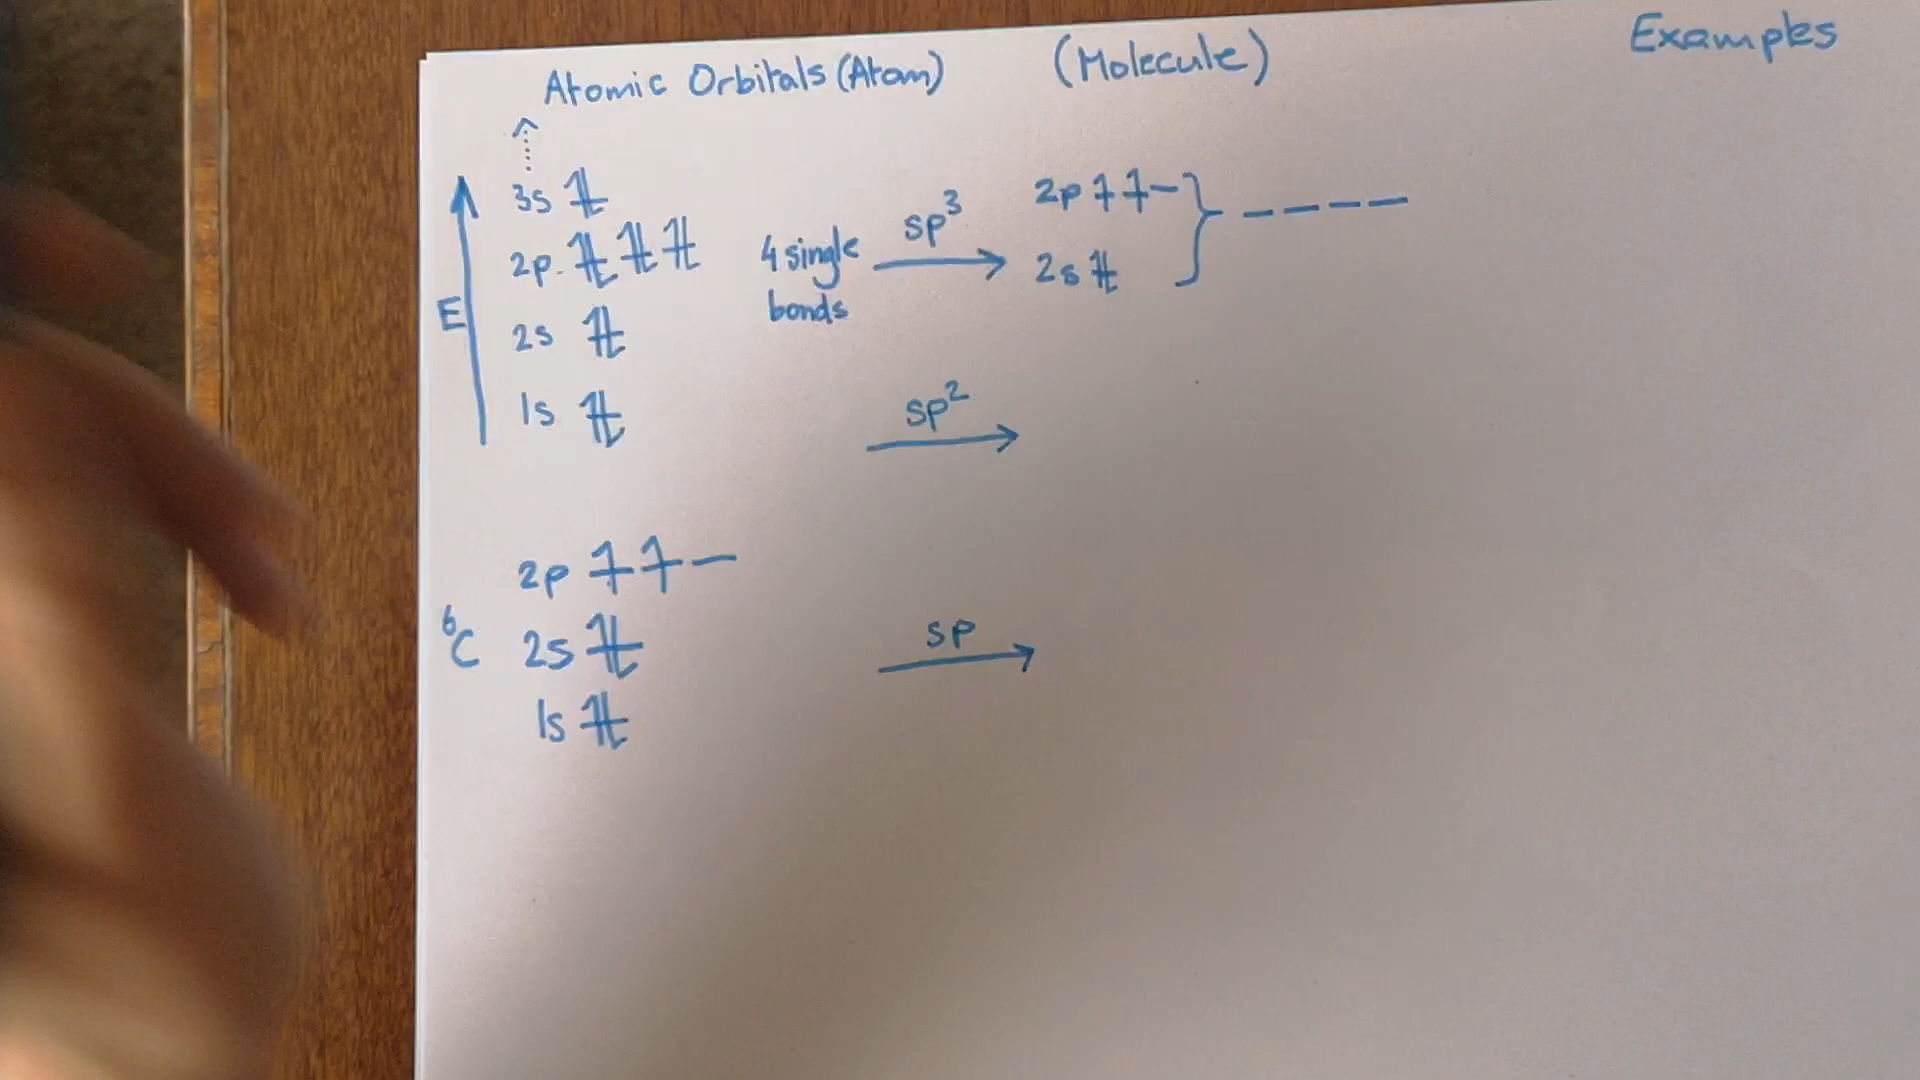 Atomic Orbitals (Atom)
(Molecule)
Examples
E
3s
2p
2s
1s
4 single
bonds
sp³
2p
2s
sp²
⁶C
2p
2s
1s
sp